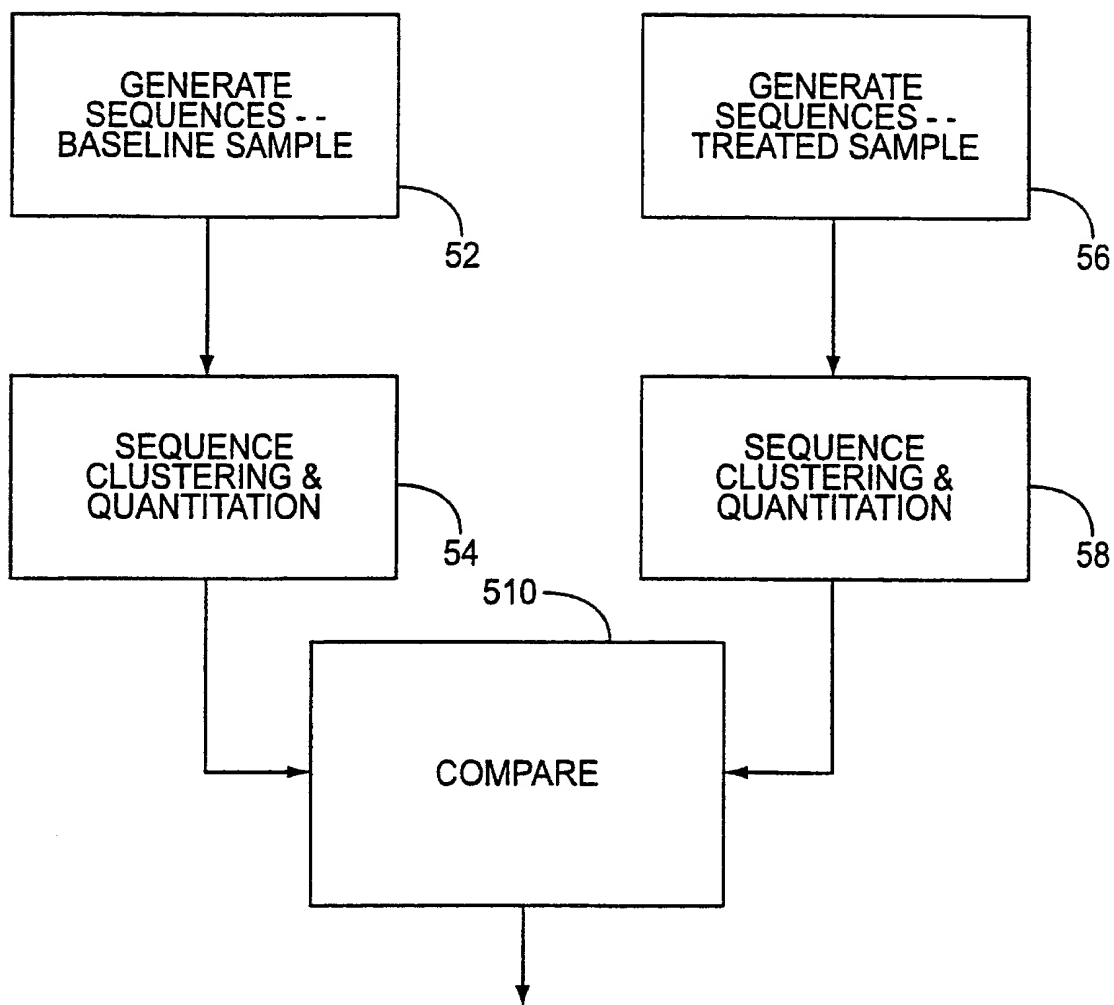 GENERATE
SEQUENCES --
BASELINE SAMPLE
52
GENERATE
SEQUENCES --
TREATED SAMPLE
56
SEQUENCE
CLUSTERING &
QUANTITATION
54
SEQUENCE
CLUSTERING &
QUANTITATION
58
510
COMPARE